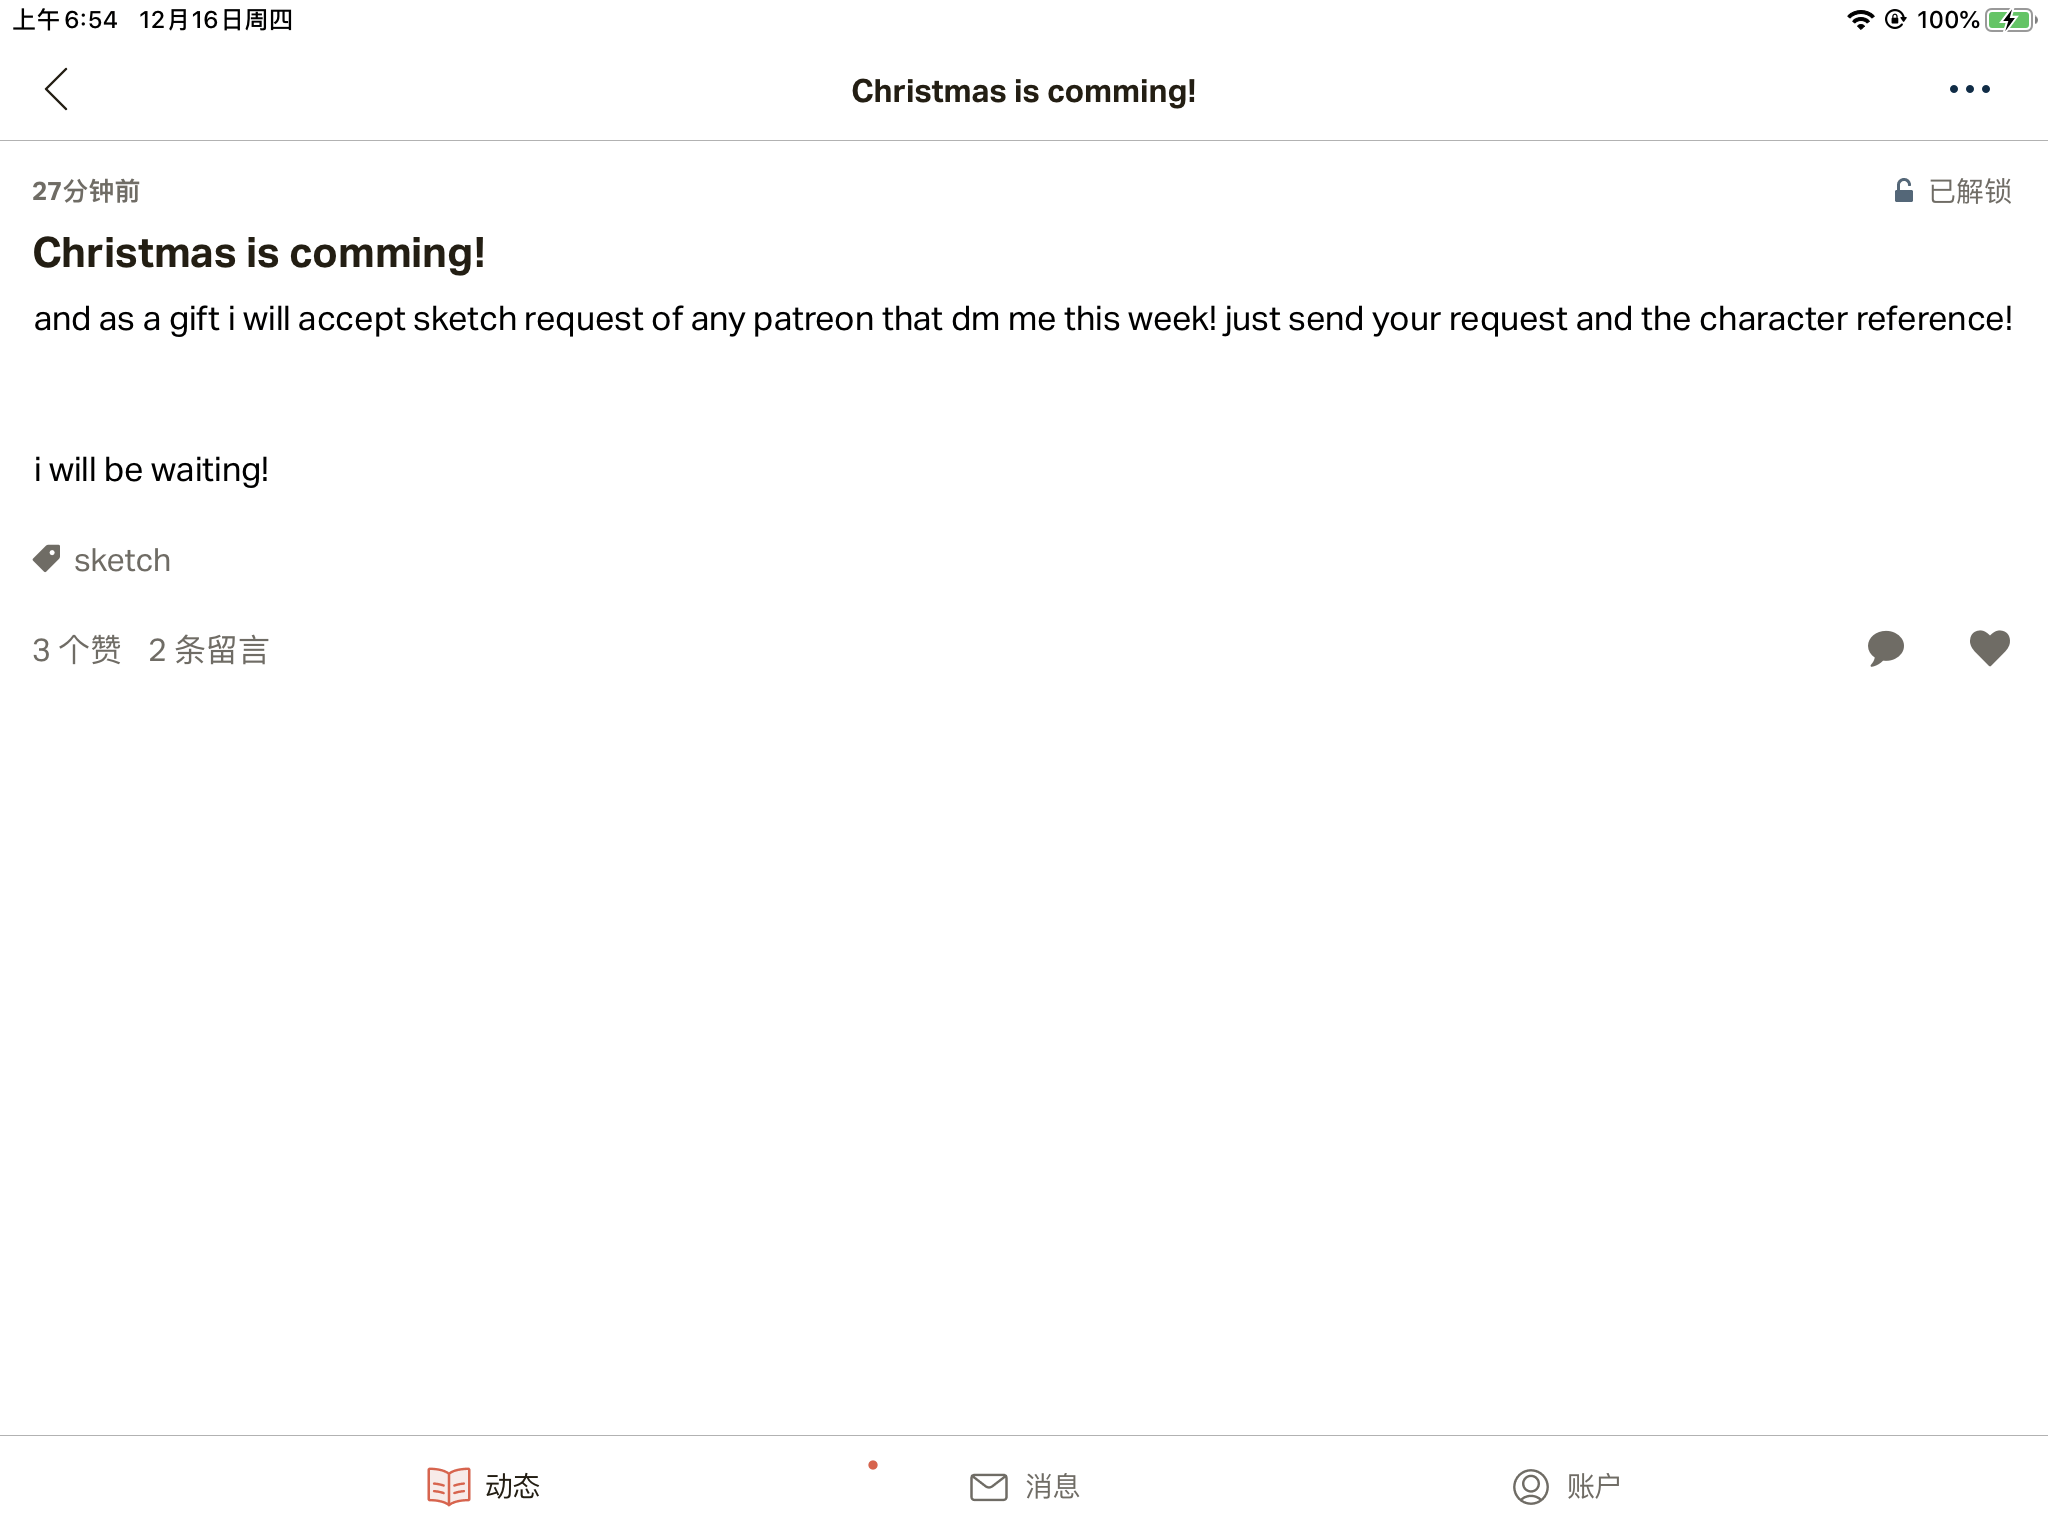 上午6:54 12月16日周四 100%
Christmas is comming!
27分钟前 已解锁
Christmas is comming!
and as a gift i will accept sketch request of any patreon that dm me this week! just send your request and the character reference!
i will be waiting!
sketch
3 个赞 2 条留言
动态 消息 账户